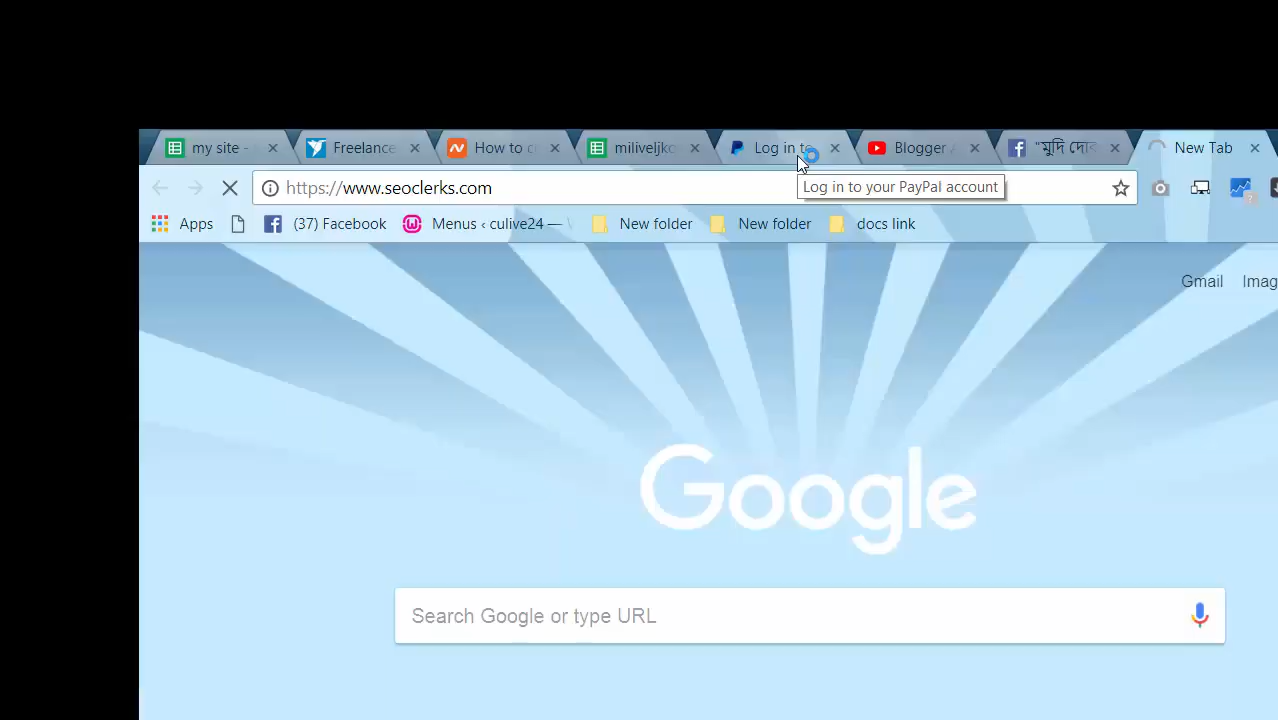 my site -
Freelance
How to c
miliveljko
Log in to
Blogger
"মুদি দোক
New Tab
https://www.seoclerks.com
Log in to your PayPal account
Apps
(37) Facebook
Menus ‹ culive24 —
New folder
New folder
docs link
Gmail
Imag
Google
Search Google or type URL